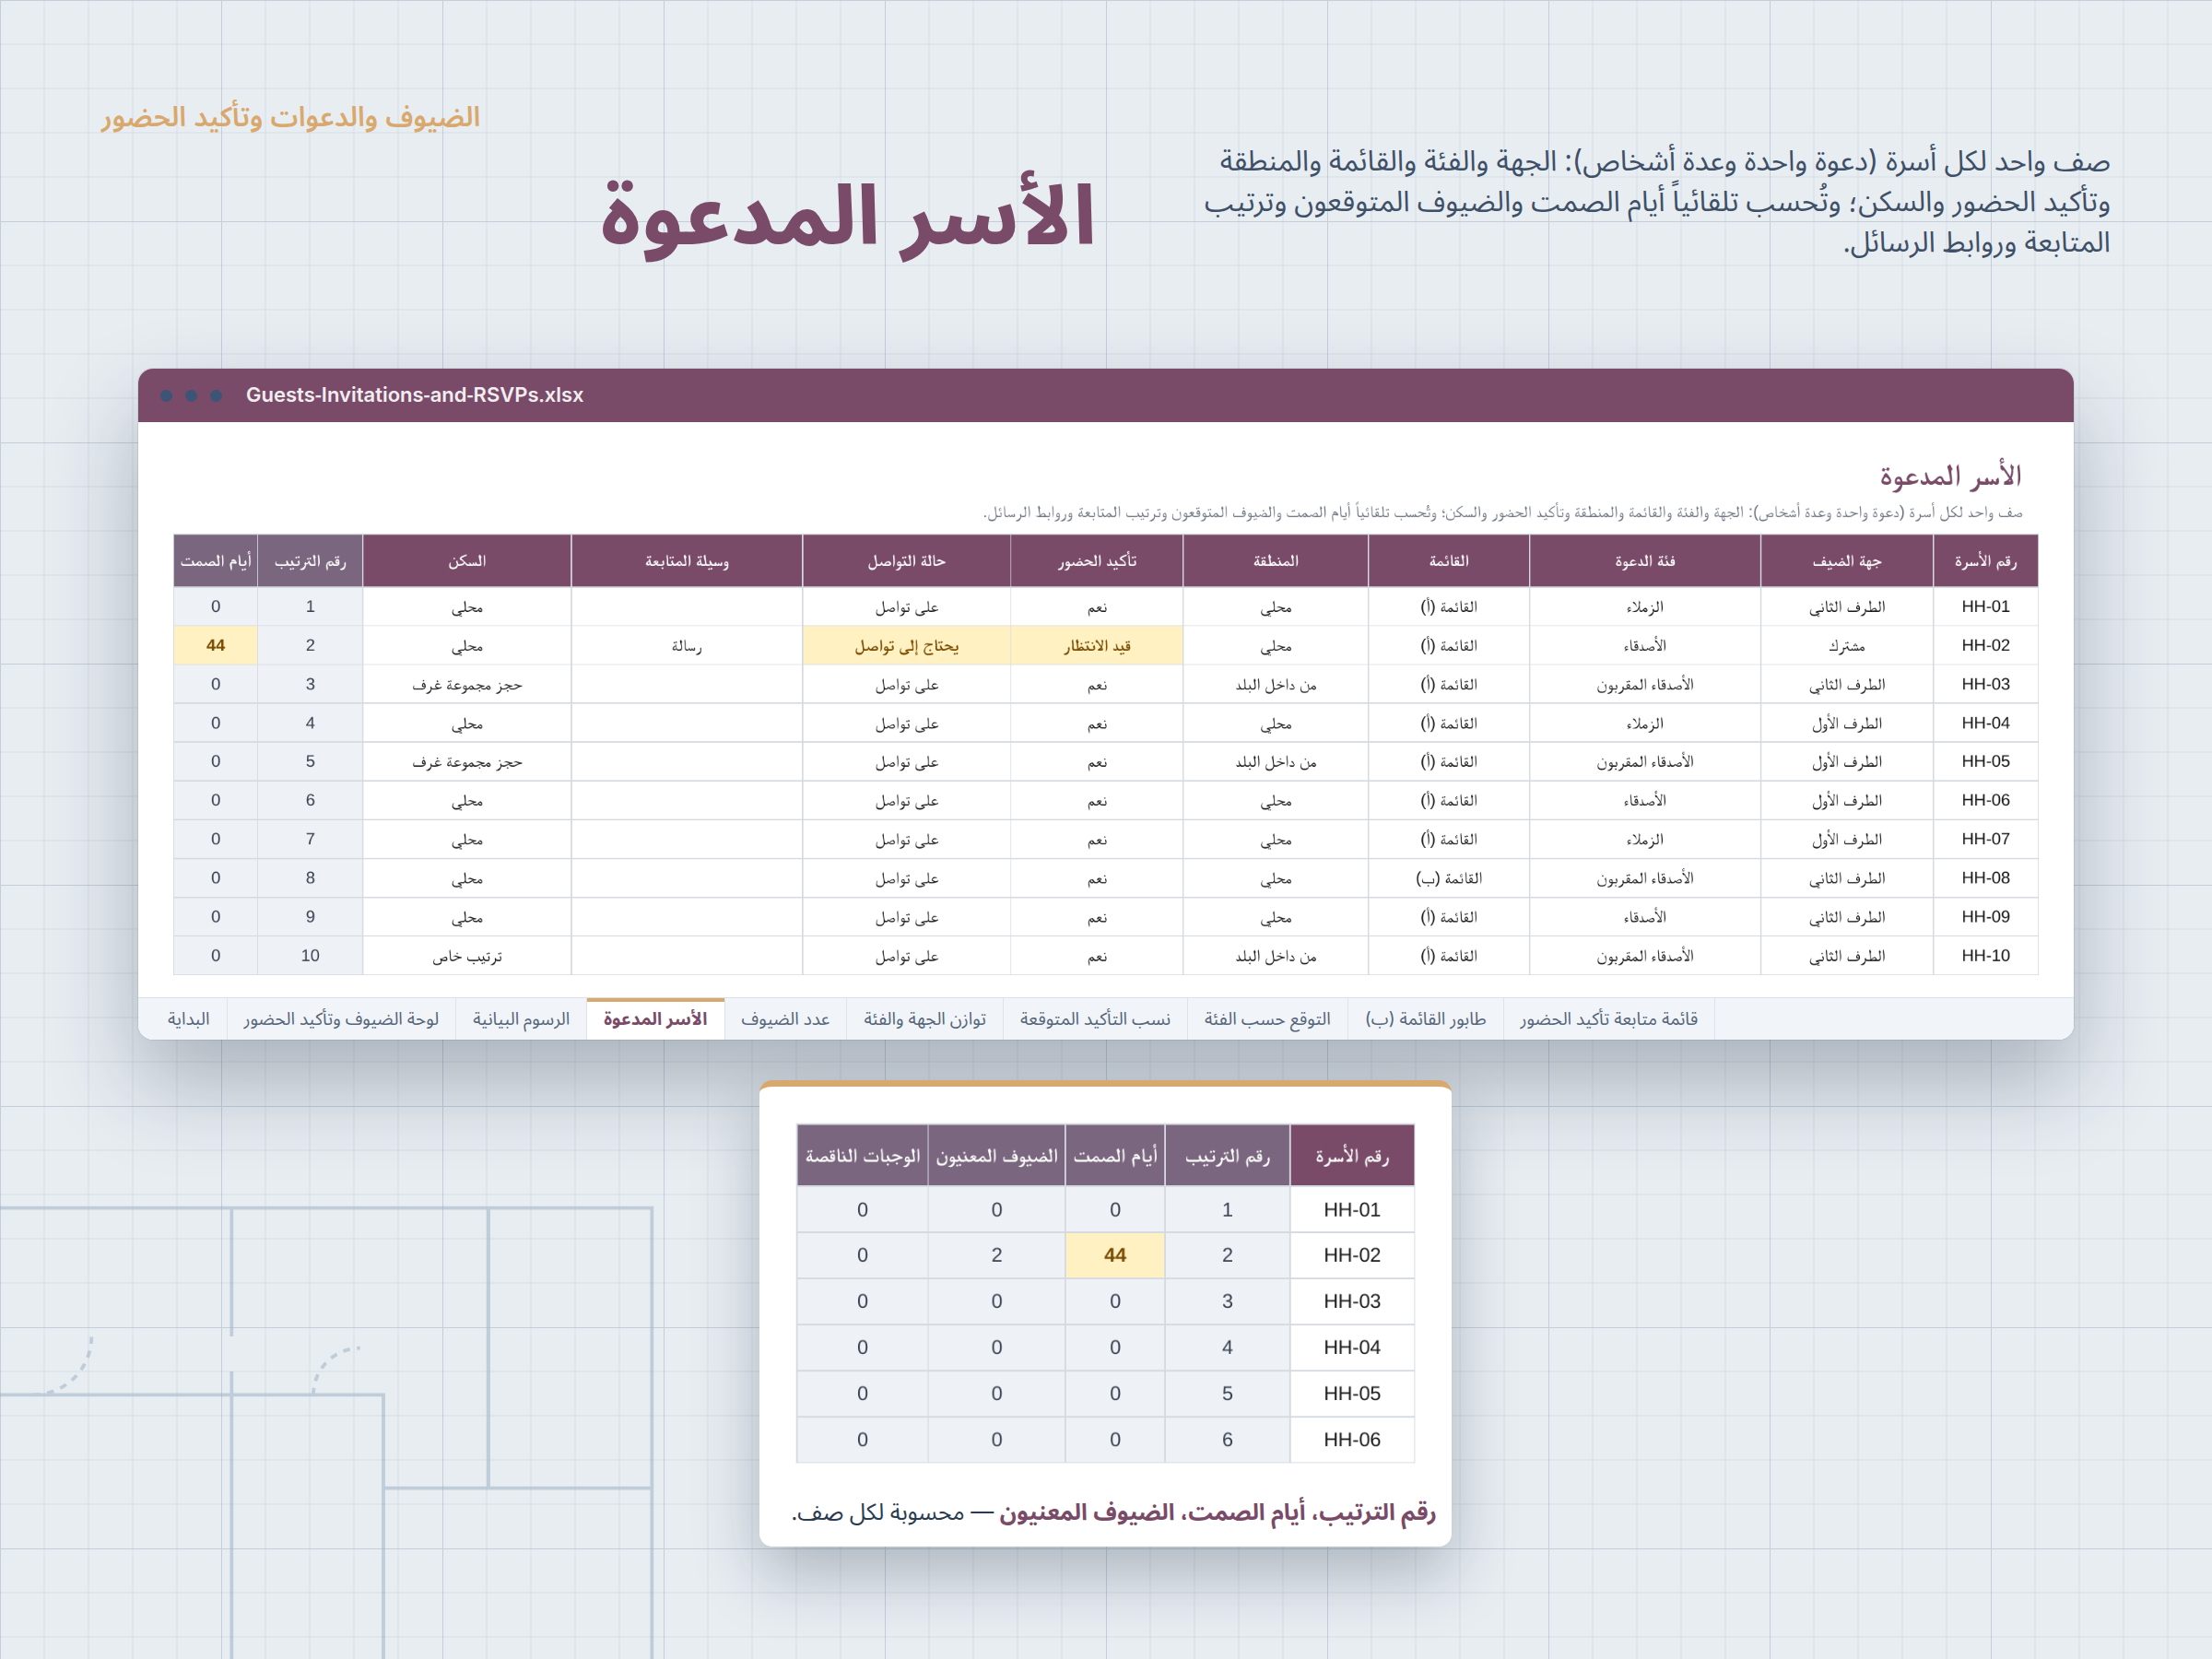 الضيوف والدعوات وتأكيد الحضور
الأسر المدعوة
صف واحد لكل أسرة (دعوة واحدة وعدة أشخاص): الجهة والفئة والقائمة والمنطقة
وتأكيد الحضور والسكن؛ وتُحسب تلقائياً أيام الصمت والضيوف المتوقعون وترتيب
المتابعة وروابط الرسائل.
Guests-Invitations-and-RSVPs.xlsx
الأسر المدعوة
صف واحد لكل أسرة (دعوة واحدة وعدة أشخاص): الجهة والفئة والقائمة والمنطقة وتأكيد الحضور والسكن؛ وتُحسب تلقائياً أيام الصمت والضيوف المتوقعون وترتيب المتابعة وروابط الرسائل.
رقم الأسرة جهة الضيف فئة الدعوة القائمة المنطقة تأكيد الحضور حالة التواصل وسيلة المتابعة السكن رقم الترتيب أيام الصمت
HH-01 الطرف الثاني الزملاء القائمة (أ) محلي نعم على تواصل محلي 1 0
HH-02 مشترك الأصدقاء القائمة (أ) محلي قيد الانتظار يحتاج إلى تواصل رسالة محلي 2 44
HH-03 الطرف الثاني الأصدقاء المقربون القائمة (أ) من داخل البلد نعم على تواصل حجز مجموعة غرف 3 0
HH-04 الطرف الأول الزملاء القائمة (أ) محلي نعم على تواصل محلي 4 0
HH-05 الطرف الأول الأصدقاء المقربون القائمة (أ) من داخل البلد نعم على تواصل حجز مجموعة غرف 5 0
HH-06 الطرف الأول الأصدقاء القائمة (أ) محلي نعم على تواصل محلي 6 0
HH-07 الطرف الأول الزملاء القائمة (أ) محلي نعم على تواصل محلي 7 0
HH-08 الطرف الثاني الأصدقاء المقربون القائمة (ب) محلي نعم على تواصل محلي 8 0
HH-09 الطرف الثاني الأصدقاء القائمة (أ) محلي نعم على تواصل محلي 9 0
HH-10 الطرف الثاني الأصدقاء المقربون القائمة (أ) من داخل البلد نعم على تواصل ترتيب خاص 10 0
البداية لوحة الضيوف وتأكيد الحضور الرسوم البيانية الأسر المدعوة عدد الضيوف توازن الجهة والفئة نسب التأكيد المتوقعة التوقع حسب الفئة طابور القائمة (ب) قائمة متابعة تأكيد الحضور
رقم الأسرة رقم الترتيب أيام الصمت الضيوف المعنيون الوجبات الناقصة
HH-01 1 0 0 0
HH-02 2 44 2 0
HH-03 3 0 0 0
HH-04 4 0 0 0
HH-05 5 0 0 0
HH-06 6 0 0 0
رقم الترتيب، أيام الصمت، الضيوف المعنيون — محسوبة لكل صف.